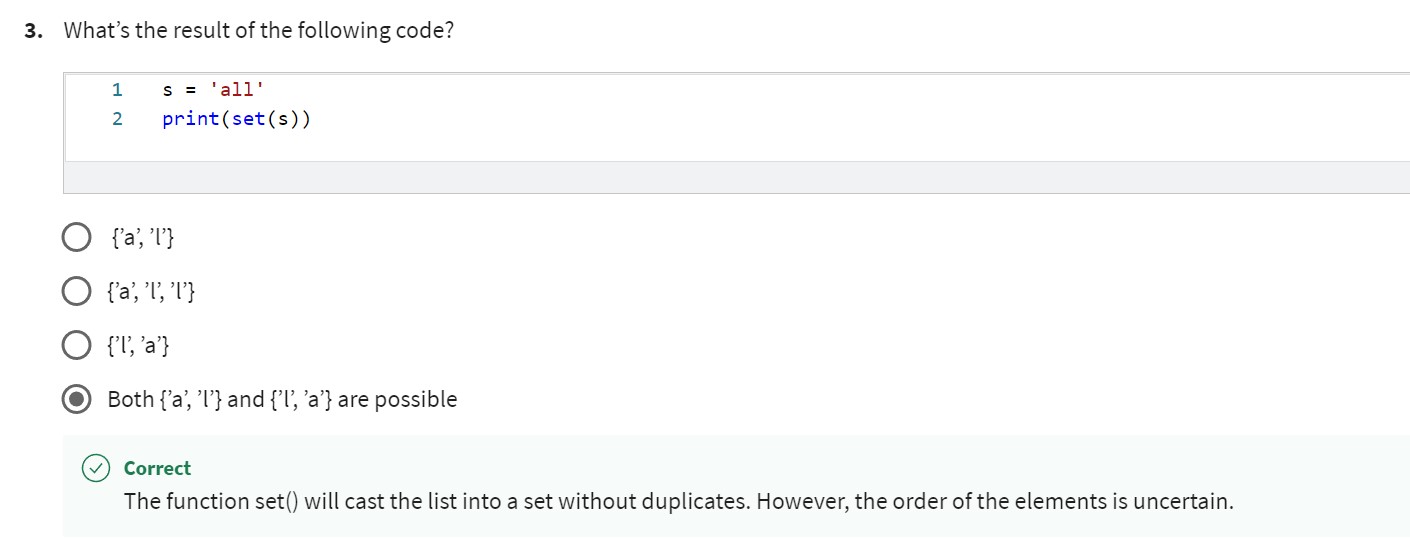 3. What's the result of the following code?
1 s = 'all'
2 print(set(s))
{’a’, ’l’}
{’a’, ’l’, ’l’}
{’l’, ’a’}
Both {’a’, ’l’} and {’l’, ’a’} are possible
Correct
The function set() will cast the list into a set without duplicates. However, the order of the elements is uncertain.